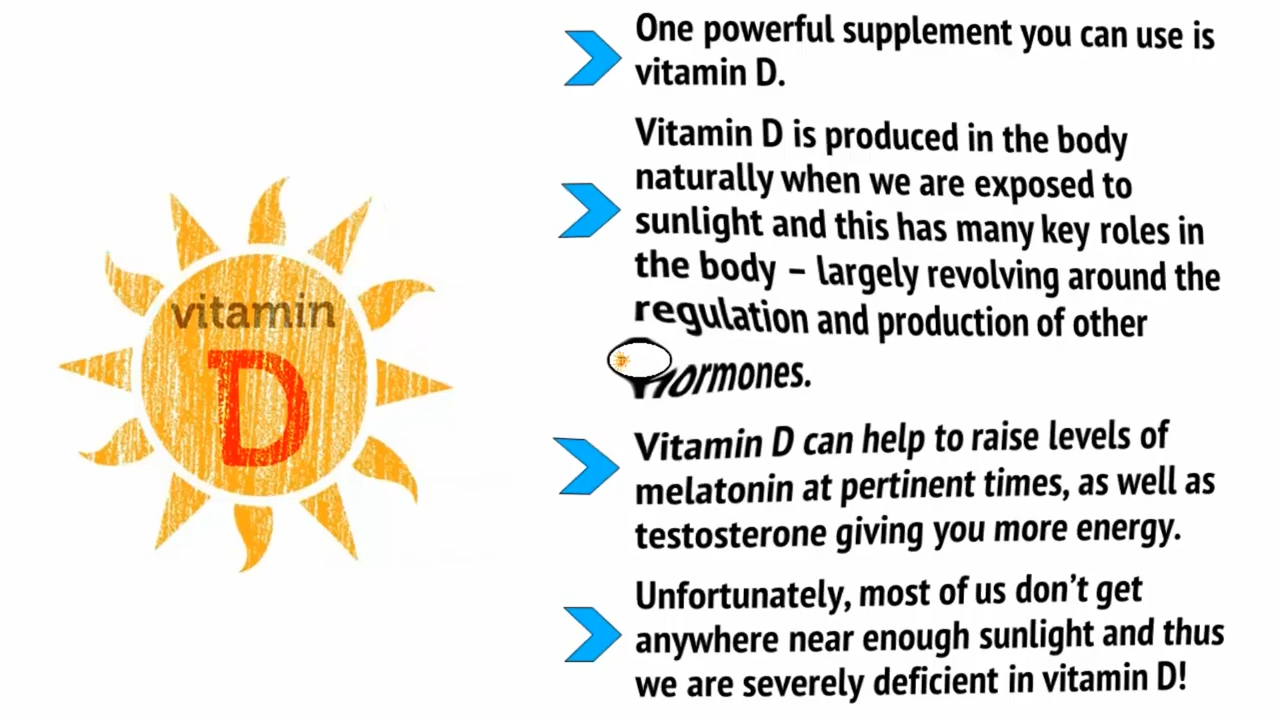 vitamin
D
One powerful supplement you can use is
vitamin D.
Vitamin D is produced in the body
naturally when we are exposed to
sunlight and this has many key roles in
the body – largely revolving around the
regulation and production of other
hormones.
Vitamin D can help to raise levels of
melatonin at pertinent times, as well as
testosterone giving you more energy.
Unfortunately, most of us don't get
anywhere near enough sunlight and thus
we are severely deficient in vitamin D!